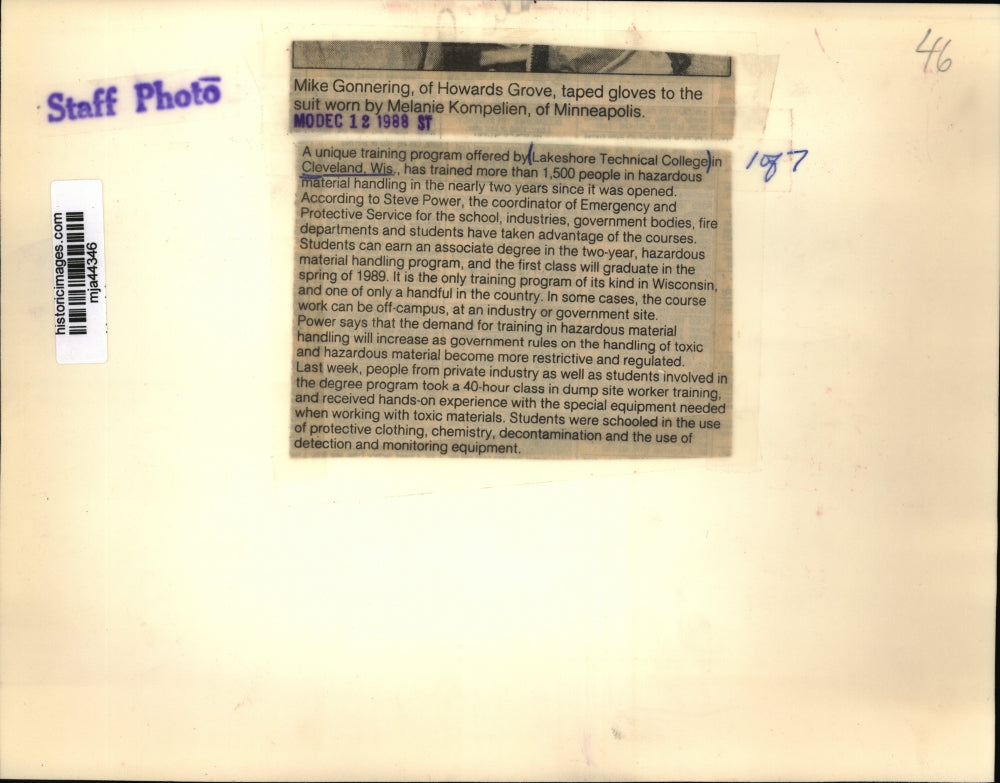 46
Staff Photo
Mike Gonnering, of Howards Grove, taped gloves to the
suit worn by Melanie Kompelien, of Minneapolis.
MO DEC 12 1988 ST
1 of 7
A unique training program offered by (Lakeshore Technical College) in
Cleveland, Wis., has trained more than 1,500 people in hazardous
material handling in the nearly two years since it was opened.
According to Steve Power, the coordinator of Emergency and
Protective Service for the school, industries, government bodies, fire
departments and students have taken advantage of the courses.
Students can earn an associate degree in the two-year, hazardous
material handling program, and the first class will graduate in the
spring of 1989. It is the only training program of its kind in Wisconsin,
and one of only a handful in the country. In some cases, the course
work can be off-campus, at an industry or government site.
Power says that the demand for training in hazardous material
handling will increase as government rules on the handling of toxic
and hazardous material become more restrictive and regulated.
Last week, people from private industry as well as students involved in
the degree program took a 40-hour class in dump site worker training,
and received hands-on experience with the special equipment needed
when working with toxic materials. Students were schooled in the use
of protective clothing, chemistry, decontamination and the use of
detection and monitoring equipment.
historicimages.com
mja44346